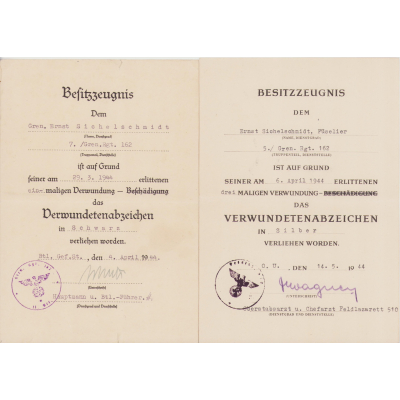 Besitzzeugnis
Dem
Gren. Ernst Sichelschmidt
(Name, Dienstgrad)
7. /Gren.Rgt. 162
(Truppenteil, Dienststelle)
ist auf Grund
seiner am 29. 3. 1944 erlittenen
ein- maligen Verwundung – Beschädigung
das
Verwundetenabzeichen
in Schwarz
verliehen worden.
Btl. Gef.St., den 6. April 1944.
(Unterschrift)
Hauptmann u. Btl.-Führer.
(Dienstgrad und Dienststelle)
BESITZZEUGNIS
DEM
Ernst Sichelschmidt, Füselier
(NAME, DIENSTGRAD)
3./ Gren. Rgt. 162
(TRUPPENTEIL, DIENSTSTELLE)
IST AUF GRUND
SEINER AM 6. April 1944 ERLITTENEN
drei MALIGEN VERWUNDUNG – BESCHÄDIGUNG
DAS
VERWUNDETENABZEICHEN
IN Silber
VERLIEHEN WORDEN.
O. U. DEN 14-5- 1944
(UNTERSCHRIFT)
Oberstabsarzt u. Chefarzt Feldlazarett
(DIENSTGRAD UND DIENSTSTELLE)